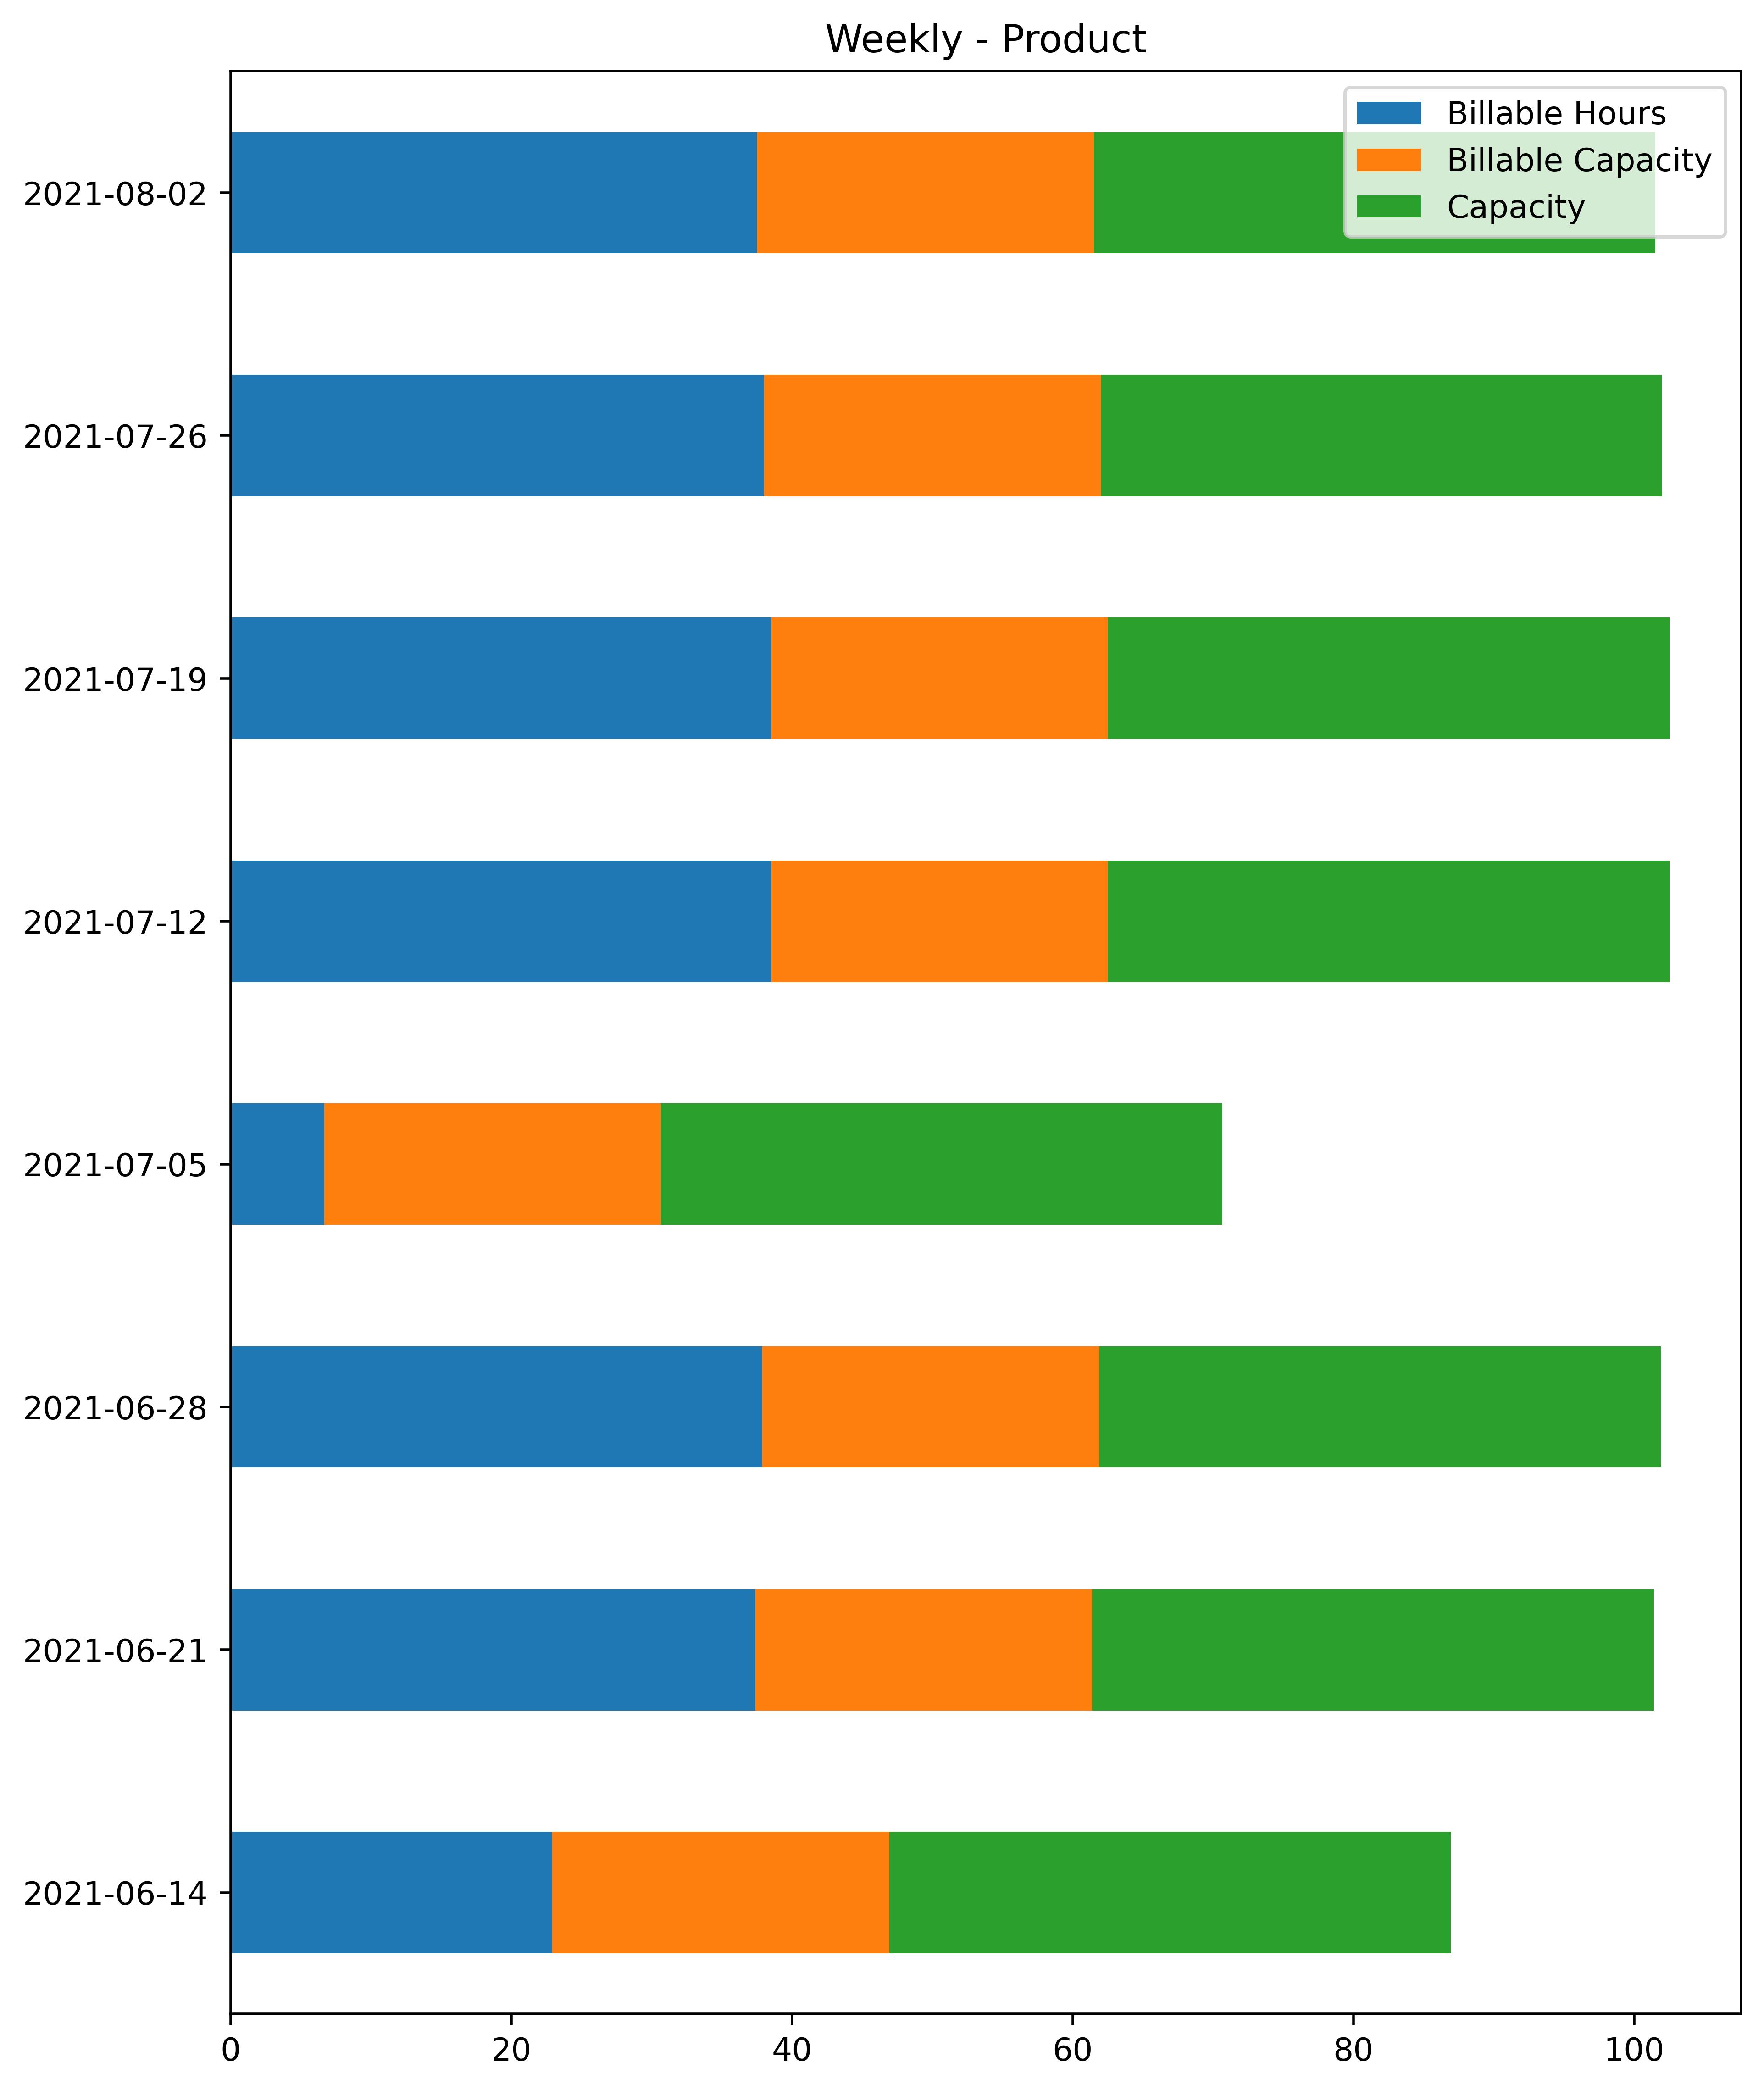 Weekly - Product
Billable Hours
Billable Capacity
Capacity
2021-08-02
2021-07-26
2021-07-19
2021-07-12
2021-07-05
2021-06-28
2021-06-21
2021-06-14
0 20 40 60 80 100